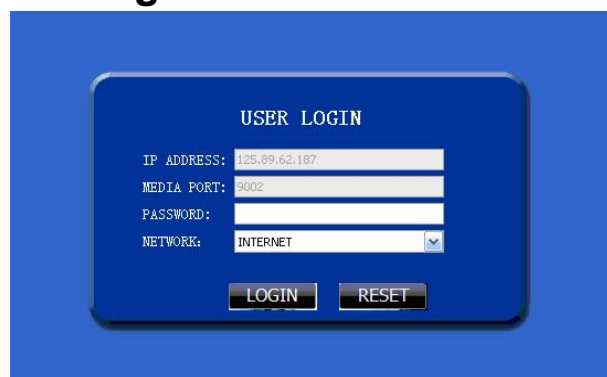 USER LOGIN
IP ADDRESS: 125.89.62.187
MEDIA PORT: 9002
PASSWORD:
NETWORK: INTERNET
LOGIN RESET